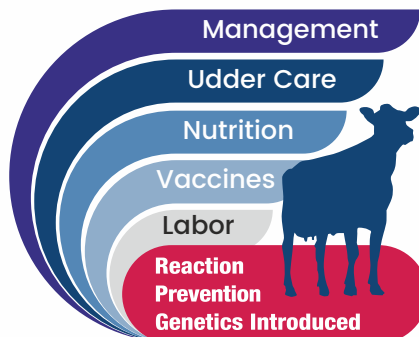 Management
Udder Care
Nutrition
Vaccines
Labor
Reaction
Prevention
Genetics Introduced